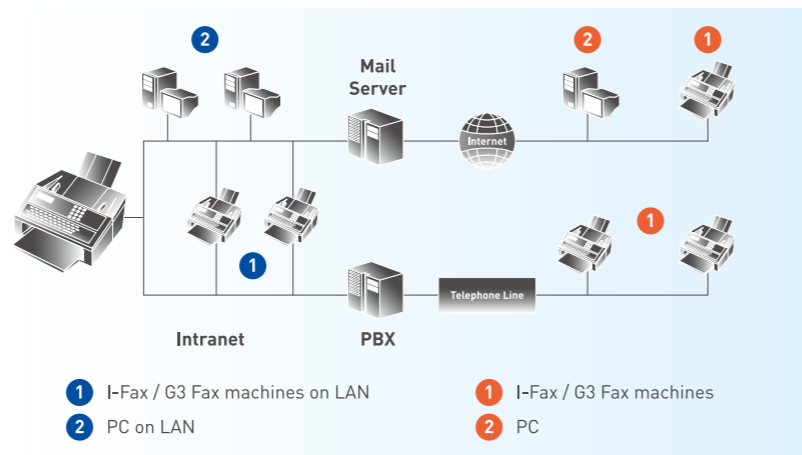 2
2
1
Mail
Server
Internet
1
1
Telephone Line
Intranet
PBX
1 I-Fax / G3 Fax machines on LAN
1 I-Fax / G3 Fax machines
2 PC on LAN
2 PC